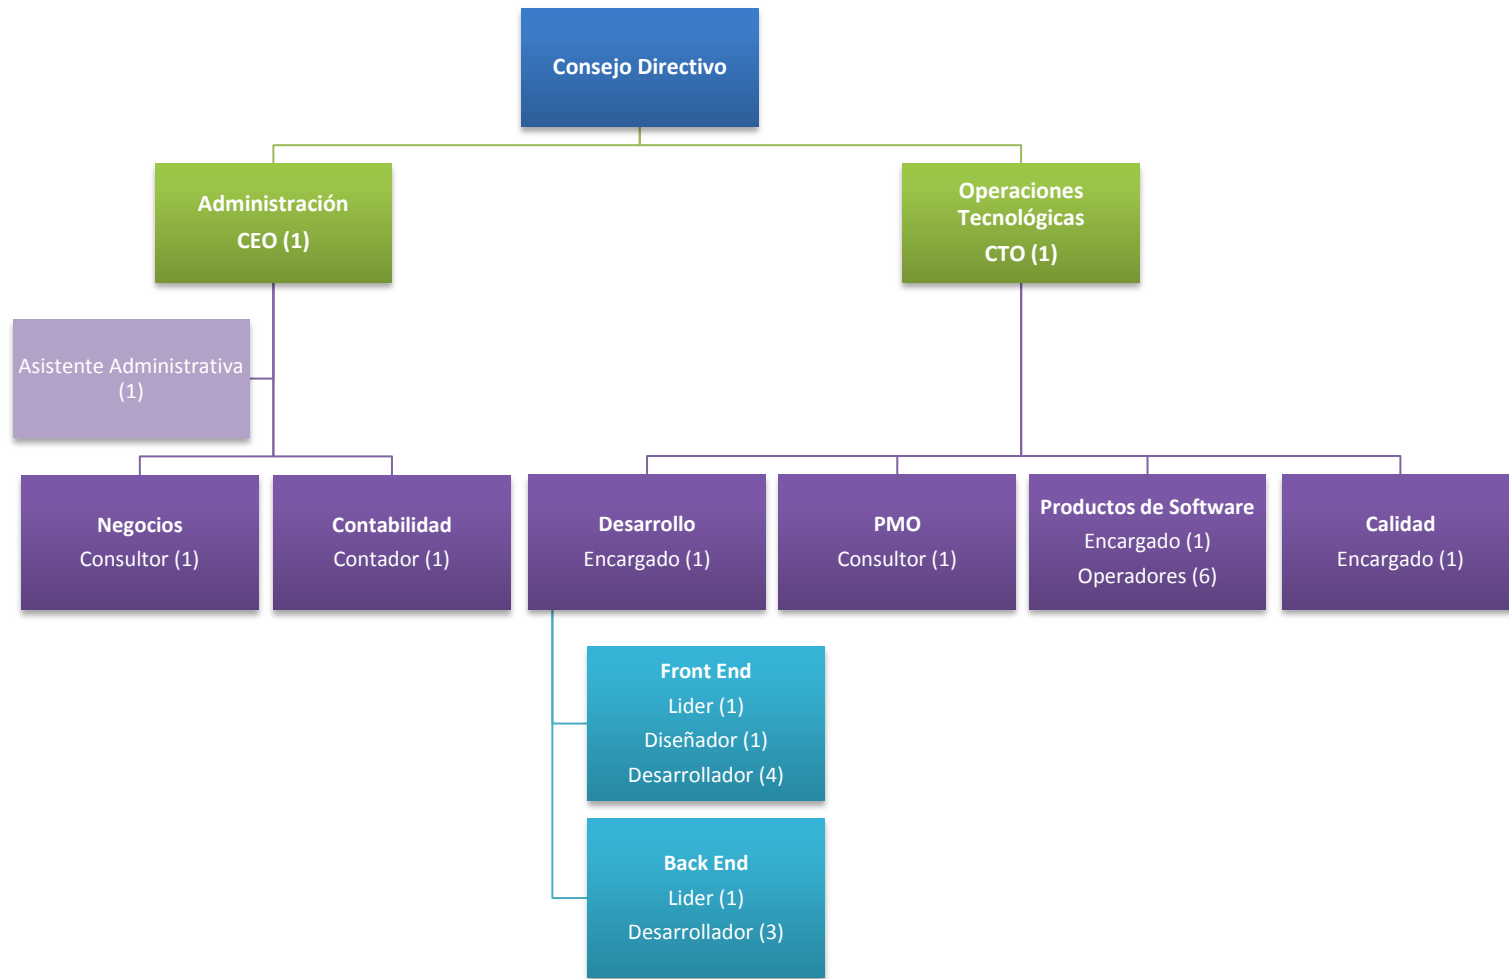 Consejo Directivo
Administración
CEO (1)
Operaciones
Tecnológicas
CTO (1)
Asistente Administrativa
(1)
Negocios
Consultor (1)
Contabilidad
Contador (1)
Desarrollo
Encargado (1)
PMO
Consultor (1)
Productos de Software
Encargado (1)
Operadores (6)
Calidad
Encargado (1)
Front End
Lider (1)
Diseñador (1)
Desarrollador (4)
Back End
Lider (1)
Desarrollador (3)